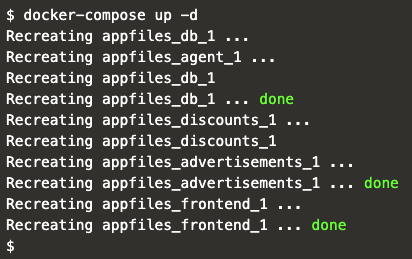 $ docker-compose up -d
Recreating appfiles_db_1 ...
Recreating appfiles_agent_1 ...
Recreating appfiles_db_1
Recreating appfiles_db_1 ... done
Recreating appfiles_discounts_1 ...
Recreating appfiles_discounts_1
Recreating appfiles_advertisements_1 ...
Recreating appfiles_advertisements_1 ... done
Recreating appfiles_frontend_1 ...
Recreating appfiles_frontend_1 ... done
$